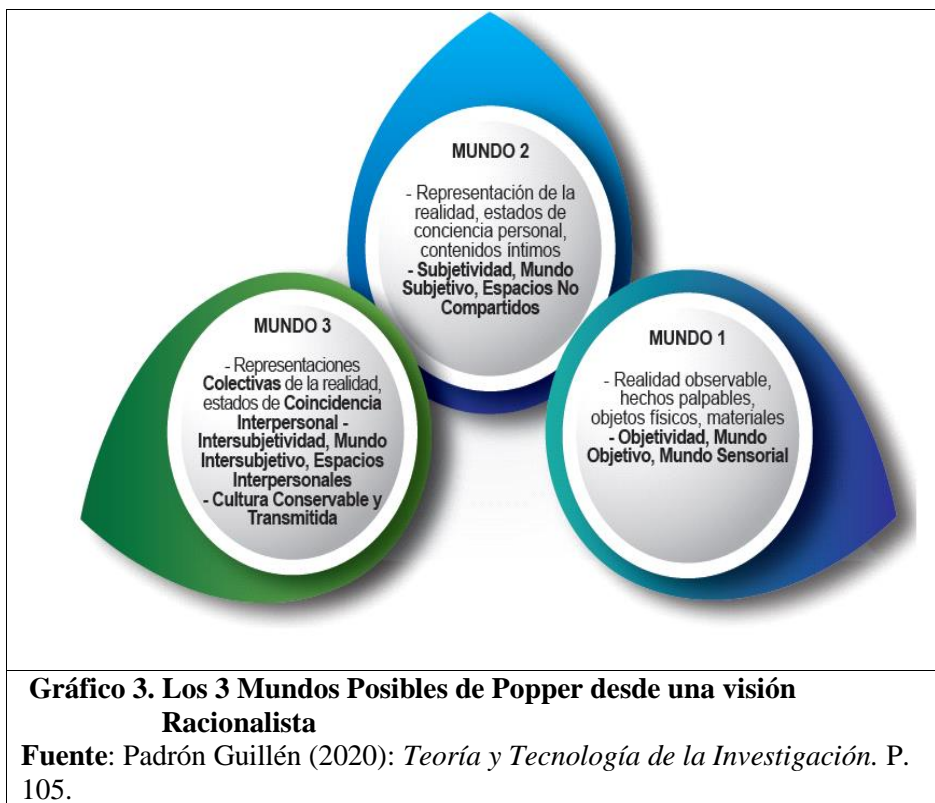 MUNDO 2
- Representación de la
realidad, estados de
conciencia personal,
contenidos íntimos
- Subjetividad, Mundo
Subjetivo, Espacios No
Compartidos
MUNDO 3
- Representaciones
Colectivas de la realidad,
estados de Coincidencia
Interpersonal -
Intersubjetividad, Mundo
Intersubjetivo, Espacios
Interpersonales
- Cultura Conservable y
Transmitida
MUNDO 1
- Realidad observable,
hechos palpables,
objetos físicos, materiales
- Objetividad, Mundo
Objetivo, Mundo Sensorial
Gráfico 3. Los 3 Mundos Posibles de Popper desde una visión
Racionalista
Fuente: Padrón Guillén (2020): Teoría y Tecnología de la Investigación. P.
105.